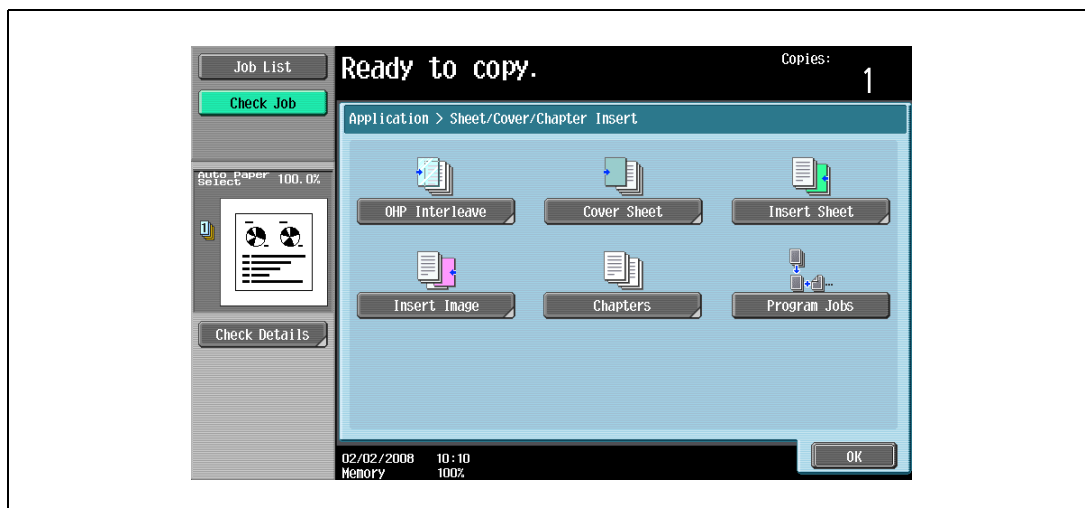 Job List
Check Job
Ready to copy.
Copies:
1
Application > Sheet/Cover/Chapter Insert
Auto Paper
Select
100.0%
1
OHP Interleave
Cover Sheet
Insert Sheet
Insert Image
Chapters
Program Jobs
Check Details
02/02/2008 10:10
Memory 100%
OK